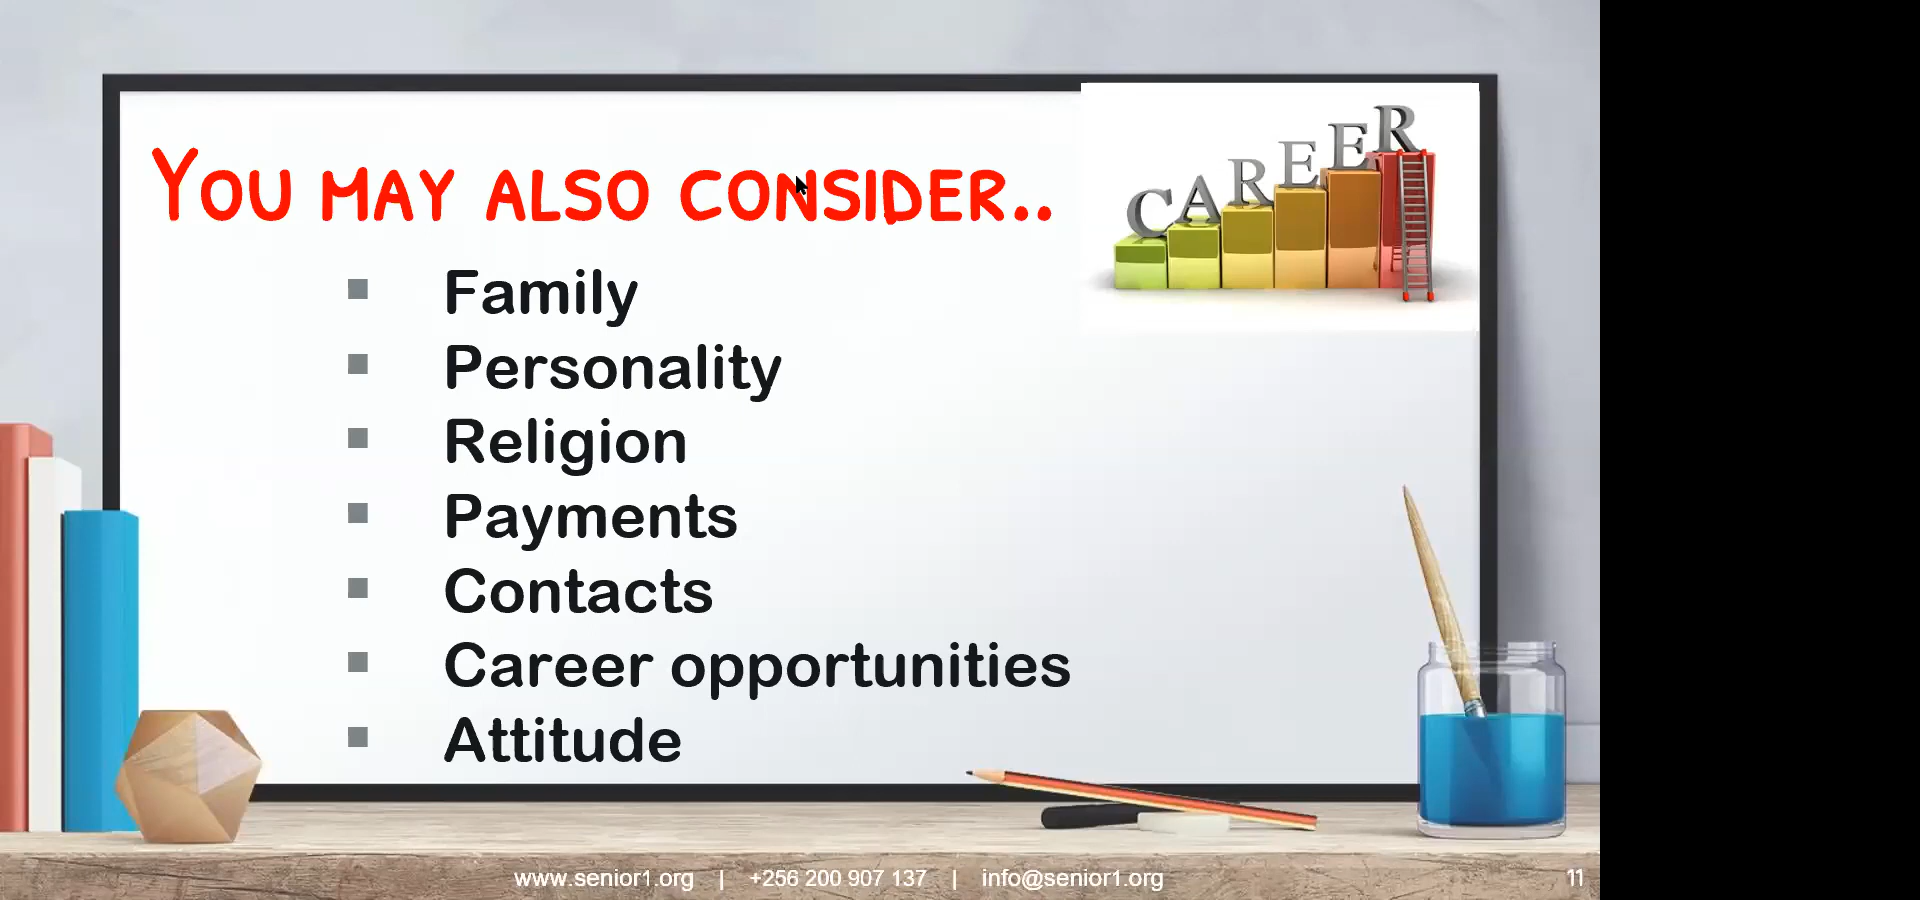 You may also consider..
CAREER
Family
Personality
Religion
Payments
Contacts
Career opportunities
Attitude
www.senior1.org | +256 200 907 137 | info@senior1.org
11